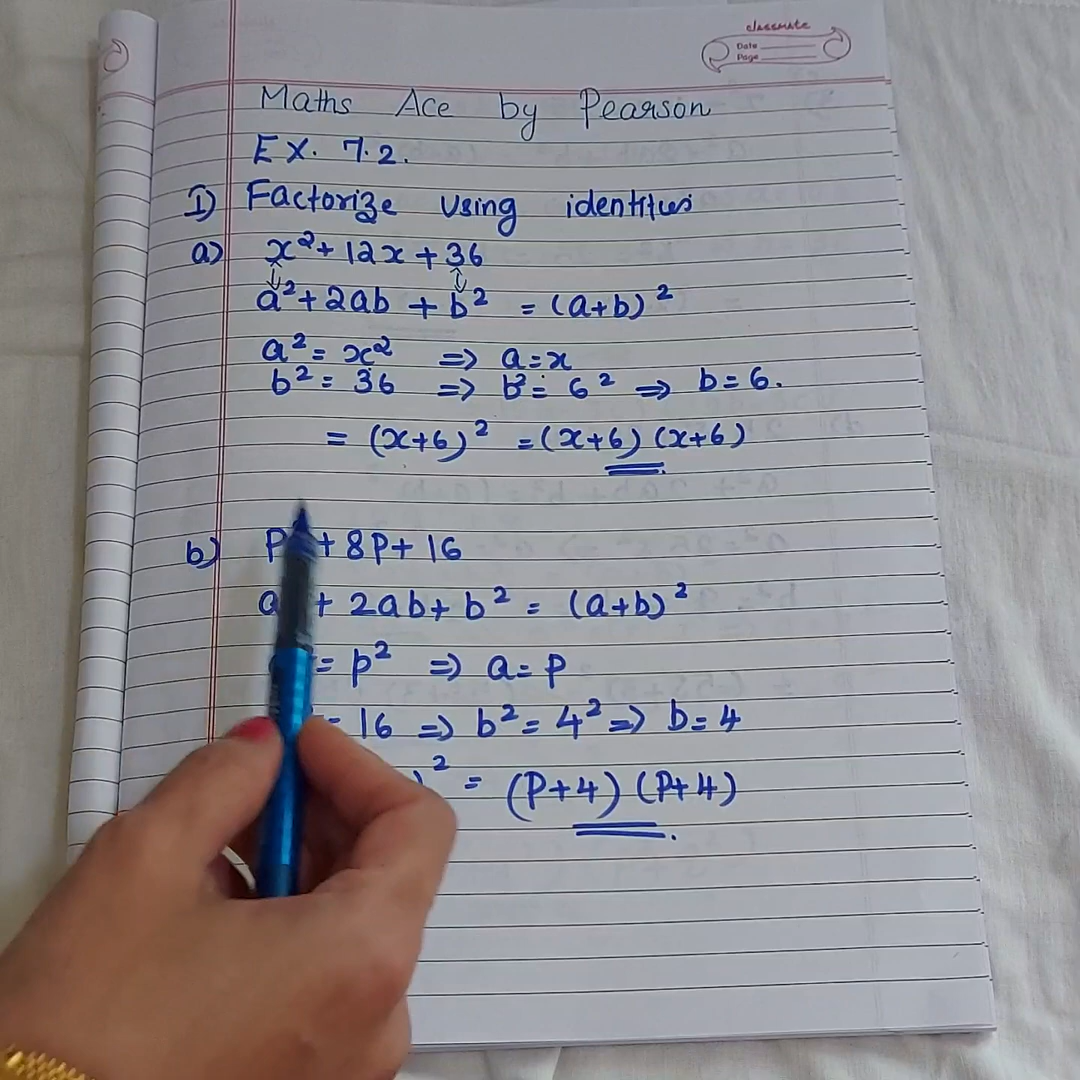 classmate
Date
Page
Maths Ace by Pearson
EX. 7.2.
1) Factorize using identities
a) x² + 12x + 36
a² + 2ab + b² = (a+b)²
a² = x² => a = x
b² = 36 => b² = 6² => b = 6.
= (x+6)² = (x+6) (x+6)
b) P + 8P + 16
a + 2ab + b² = (a+b)²
= p² => a = p
= 16 => b² = 4² => b = 4
)² = (P+4) (P+4)